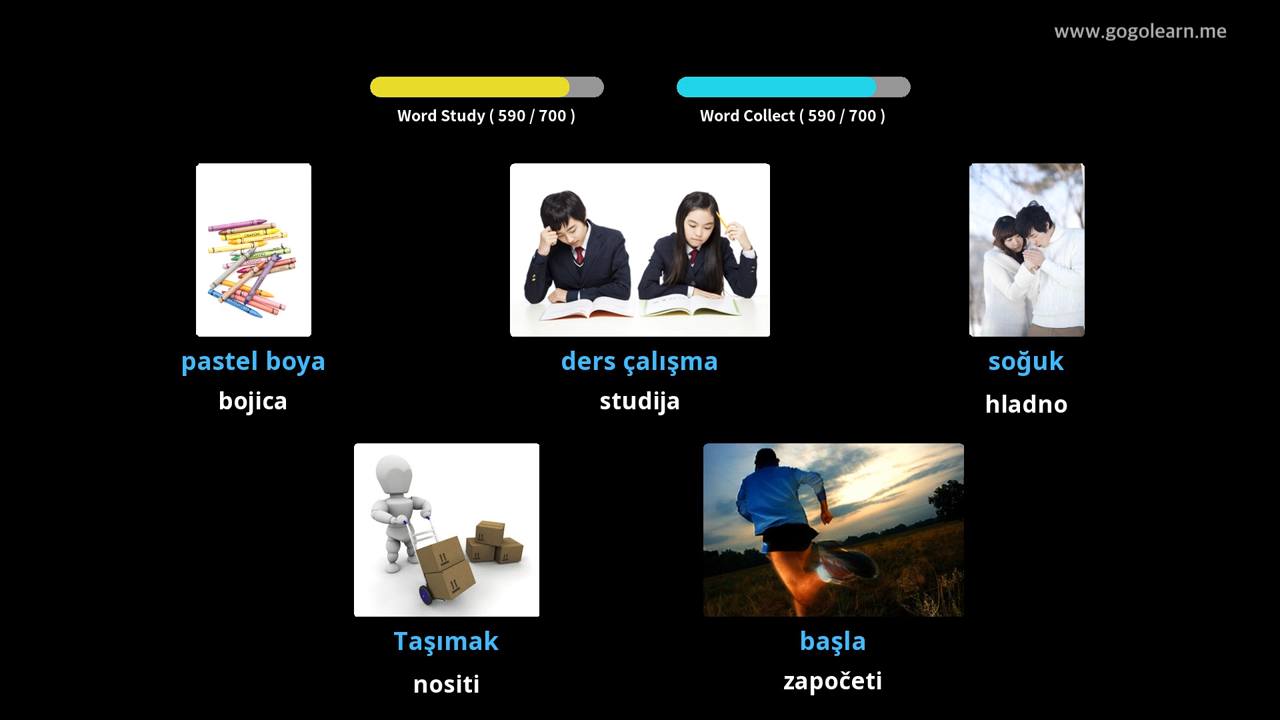 www.gogolearn.me
Word Study ( 590 / 700 )
Word Collect ( 590 / 700 )
pastel boya
bojica
ders çalışma
studija
soğuk
hladno
Taşımak
nositi
başla
započeti